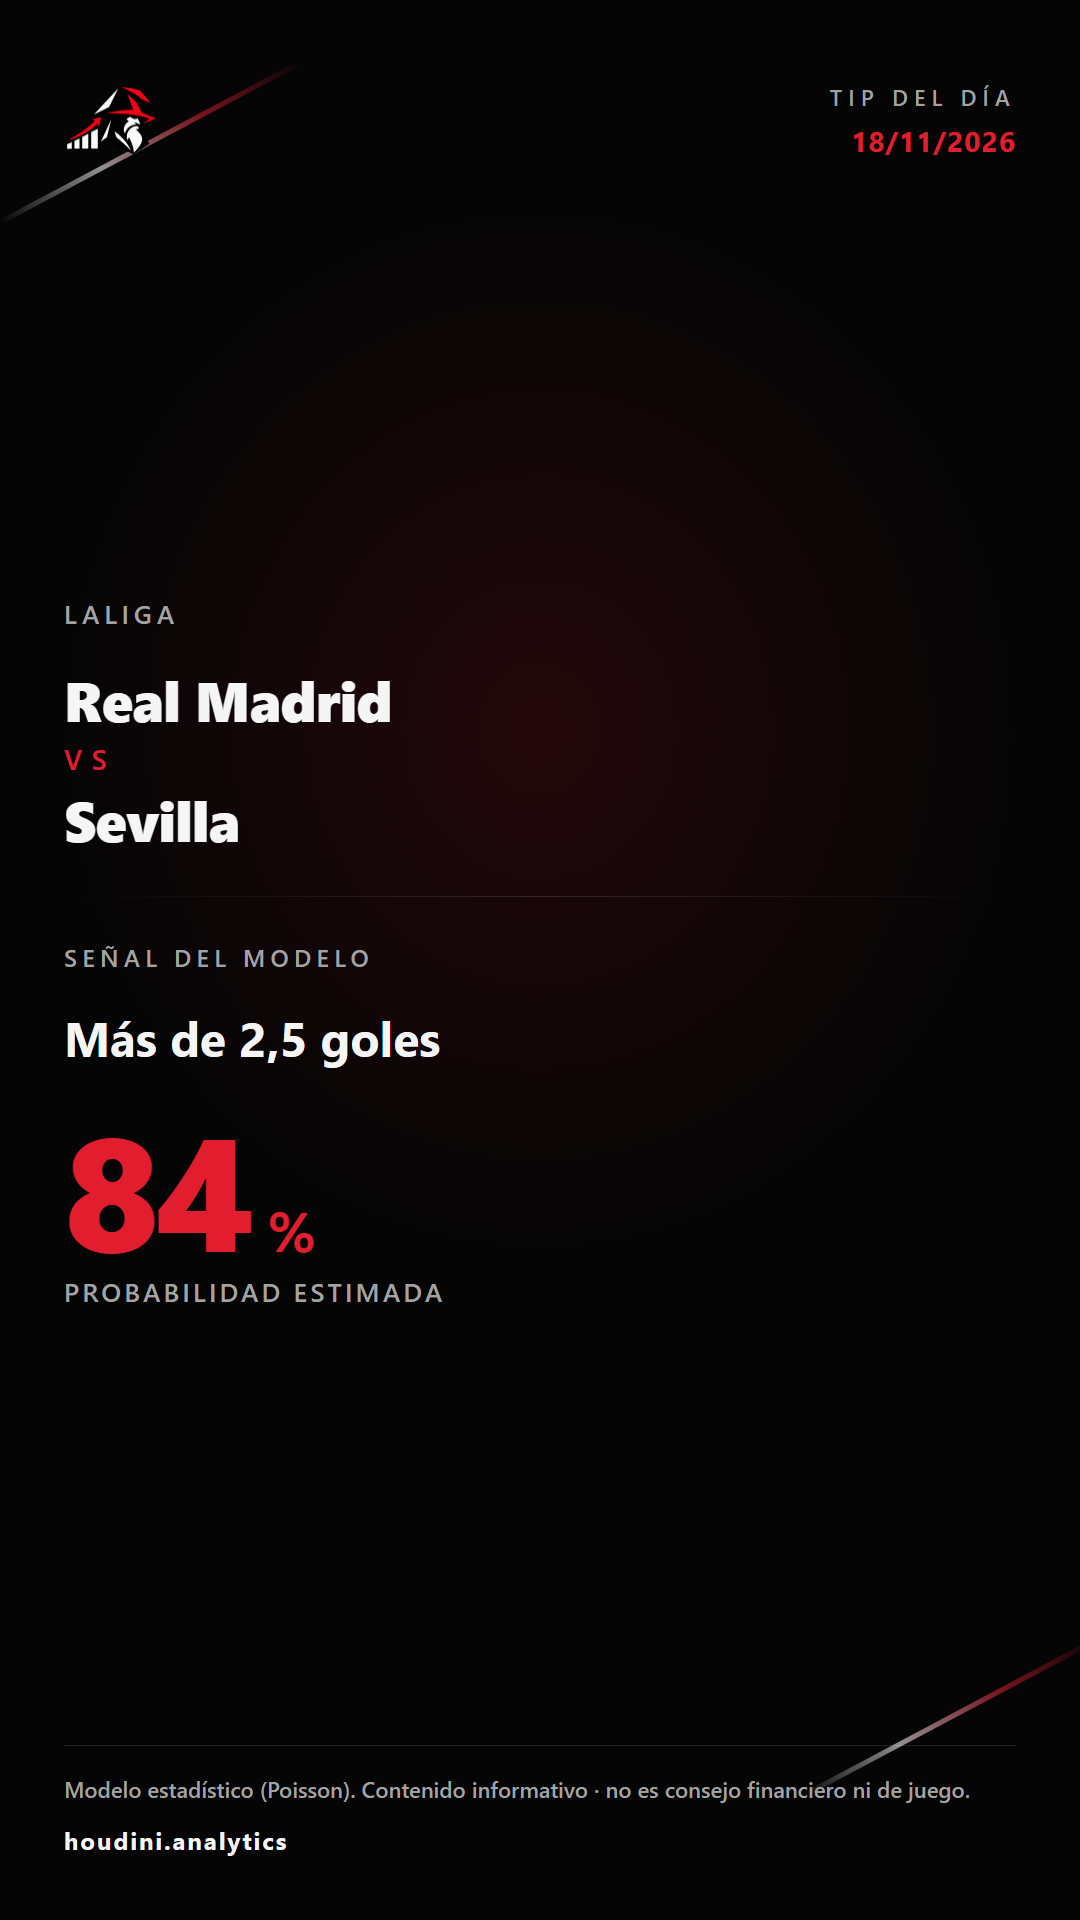 TIP DEL DÍA
18/11/2026
LALIGA
Real Madrid
VS
Sevilla
SEÑAL DEL MODELO
Más de 2,5 goles
84 %
PROBABILIDAD ESTIMADA
Modelo estadístico (Poisson). Contenido informativo · no es consejo financiero ni de juego.
houdini.analytics